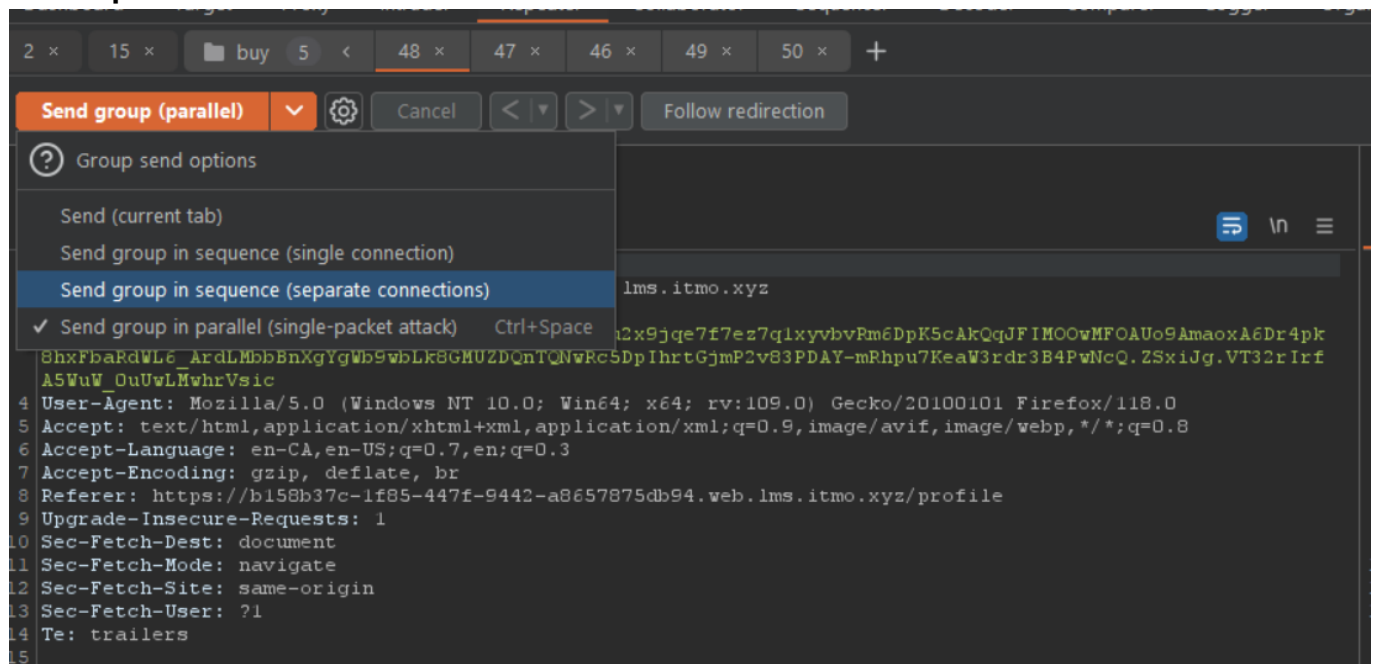 2 × 15 × buy 5 < 48 × 47 × 46 × 49 × 50 × +
Send group (parallel) Cancel < > Follow redirection
? Group send options
Send (current tab)
\n
Send group in sequence (single connection)
Send group in sequence (separate connections) lms.itmo.xyz
✓ Send group in parallel (single-packet attack) Ctrl+Space
8hxFbaRdWL6_ArdLMbbBnXgYgWb9wbLk8GMUZDQnTQNwRc5DpIhrtGjmP2v83PDAY-mRhpu7KeaW3rdr3B4PwNcQ.ZSxiJg.VT32rIrf
A5WuW_OuUwLMwhrVsic
4 User-Agent: Mozilla/5.0 (Windows NT 10.0; Win64; x64; rv:109.0) Gecko/20100101 Firefox/118.0
5 Accept: text/html,application/xhtml+xml,application/xml;q=0.9,image/avif,image/webp,*/*;q=0.8
6 Accept-Language: en-CA,en-US;q=0.7,en;q=0.3
7 Accept-Encoding: gzip, deflate, br
8 Referer: https://b158b37c-1f85-447f-9442-a8657875db94.web.lms.itmo.xyz/profile
9 Upgrade-Insecure-Requests: 1
10 Sec-Fetch-Dest: document
11 Sec-Fetch-Mode: navigate
12 Sec-Fetch-Site: same-origin
13 Sec-Fetch-User: ?1
14 Te: trailers
15